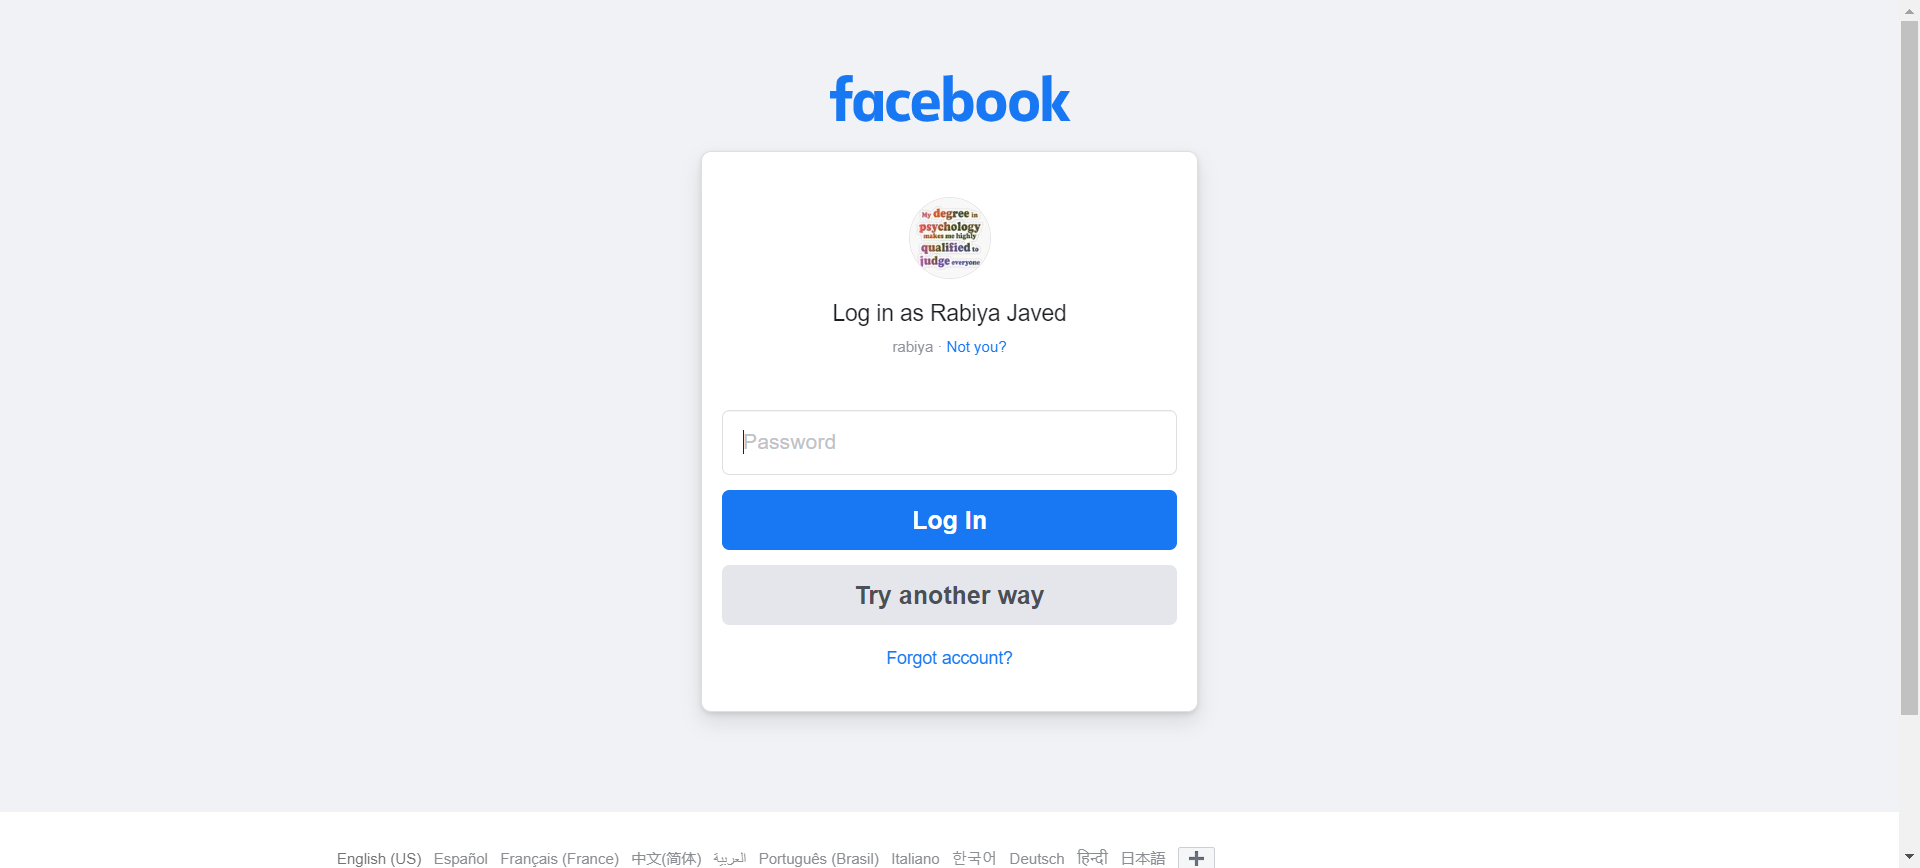 facebook
My degree in
psychology
makes me highly
qualified to
judge everyone
Log in as Rabiya Javed
rabiya · Not you?
Password
Log In
Try another way
Forgot account?
English (US) Español Français (France) 中文(简体) العربية Português (Brasil) Italiano 한국어 Deutsch हिन्दी 日本語